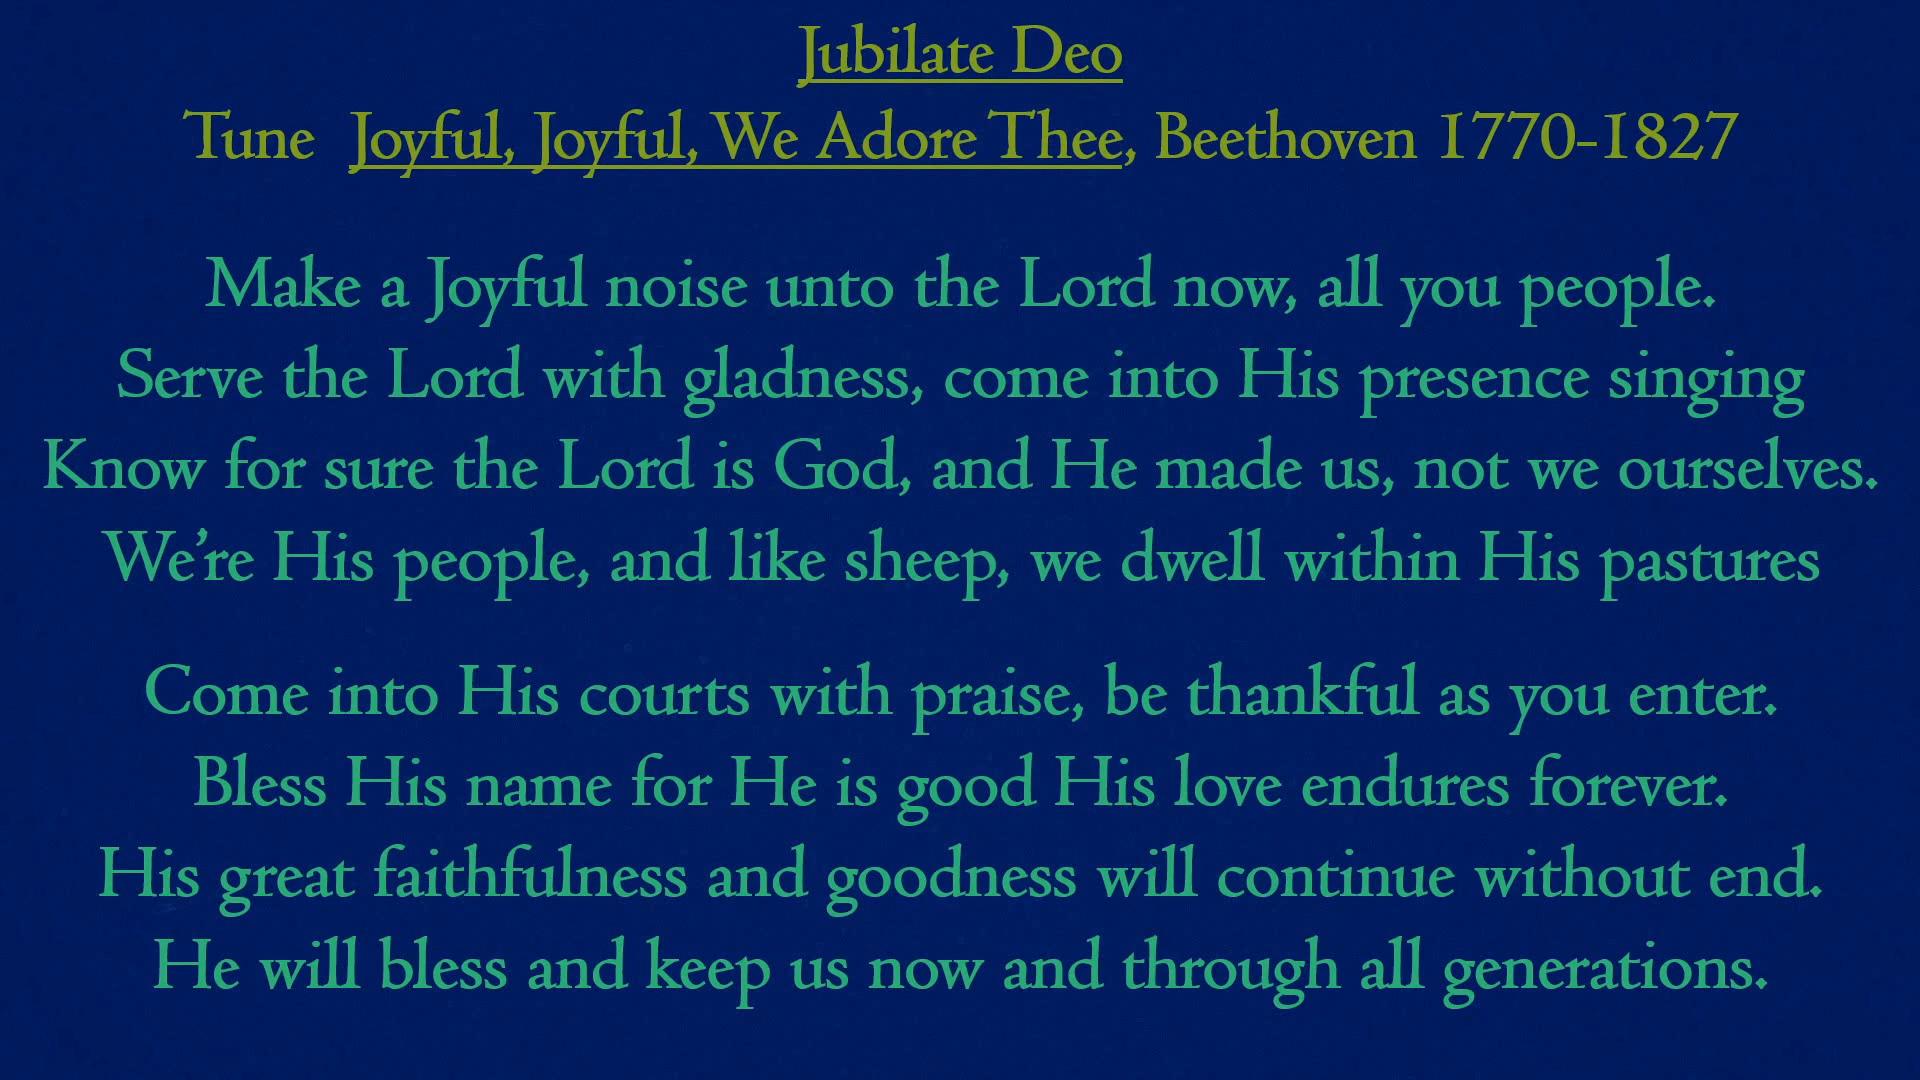 Jubilate Deo
Tune Joyful, Joyful, We Adore Thee, Beethoven 1770-1827
Make a Joyful noise unto the Lord now, all you people.
Serve the Lord with gladness, come into His presence singing
Know for sure the Lord is God, and He made us, not we ourselves.
We’re His people, and like sheep, we dwell within His pastures
Come into His courts with praise, be thankful as you enter.
Bless His name for He is good His love endures forever.
His great faithfulness and goodness will continue without end.
He will bless and keep us now and through all generations.